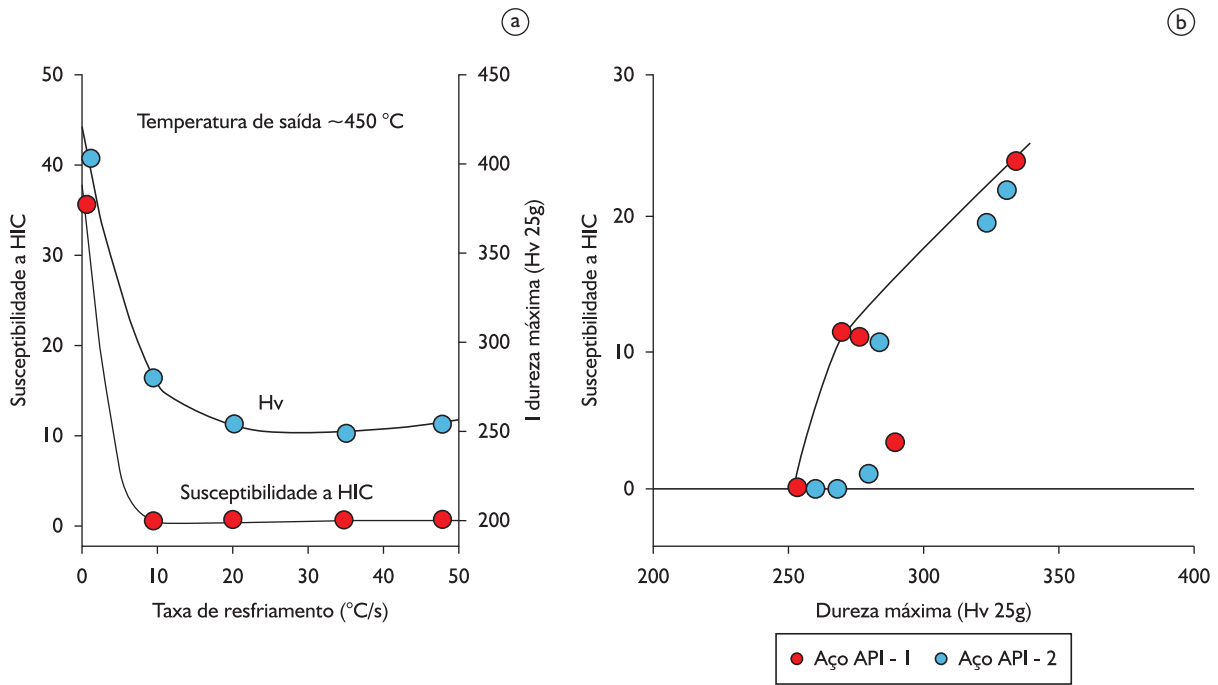 a
50
40
30
20
10
0
Susceptibilidade a HIC
Temperatura de saída ~450 °C
Hv
Susceptibilidade a HIC
450
400
350
300
250
200
I dureza máxima (Hv 25g)
0 10 20 30 40 50
Taxa de resfriamento (°C/s)
b
30
20
10
0
Susceptibilidade a HIC
200 250 300 350 400
Dureza máxima (Hv 25g)
Aço API - 1 Aço API - 2